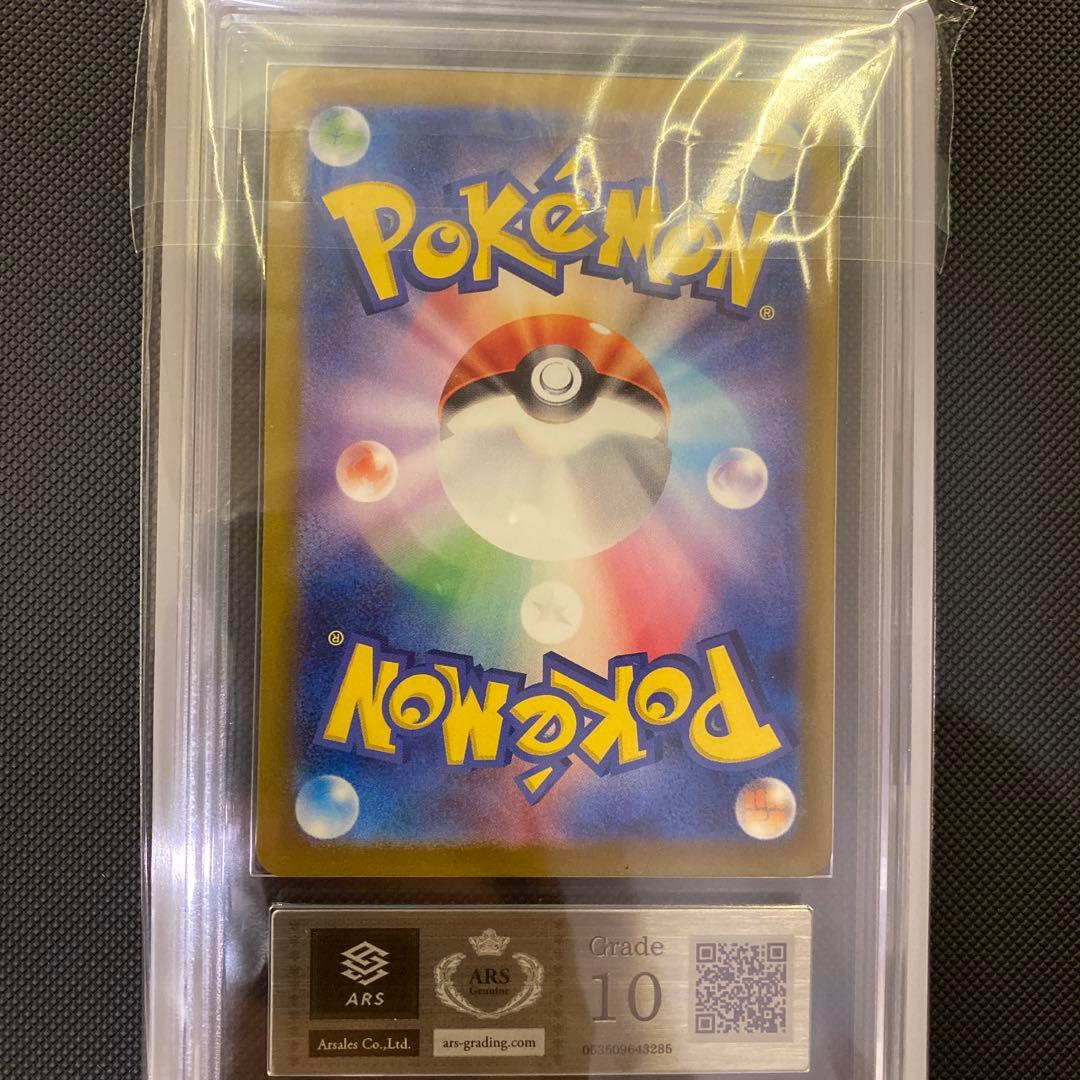 POKéMON
®
®
POKéMON
ARS
Arsales Co.,Ltd.
ARS
Genuine
ars-grading.com
Grade
10
053509643285